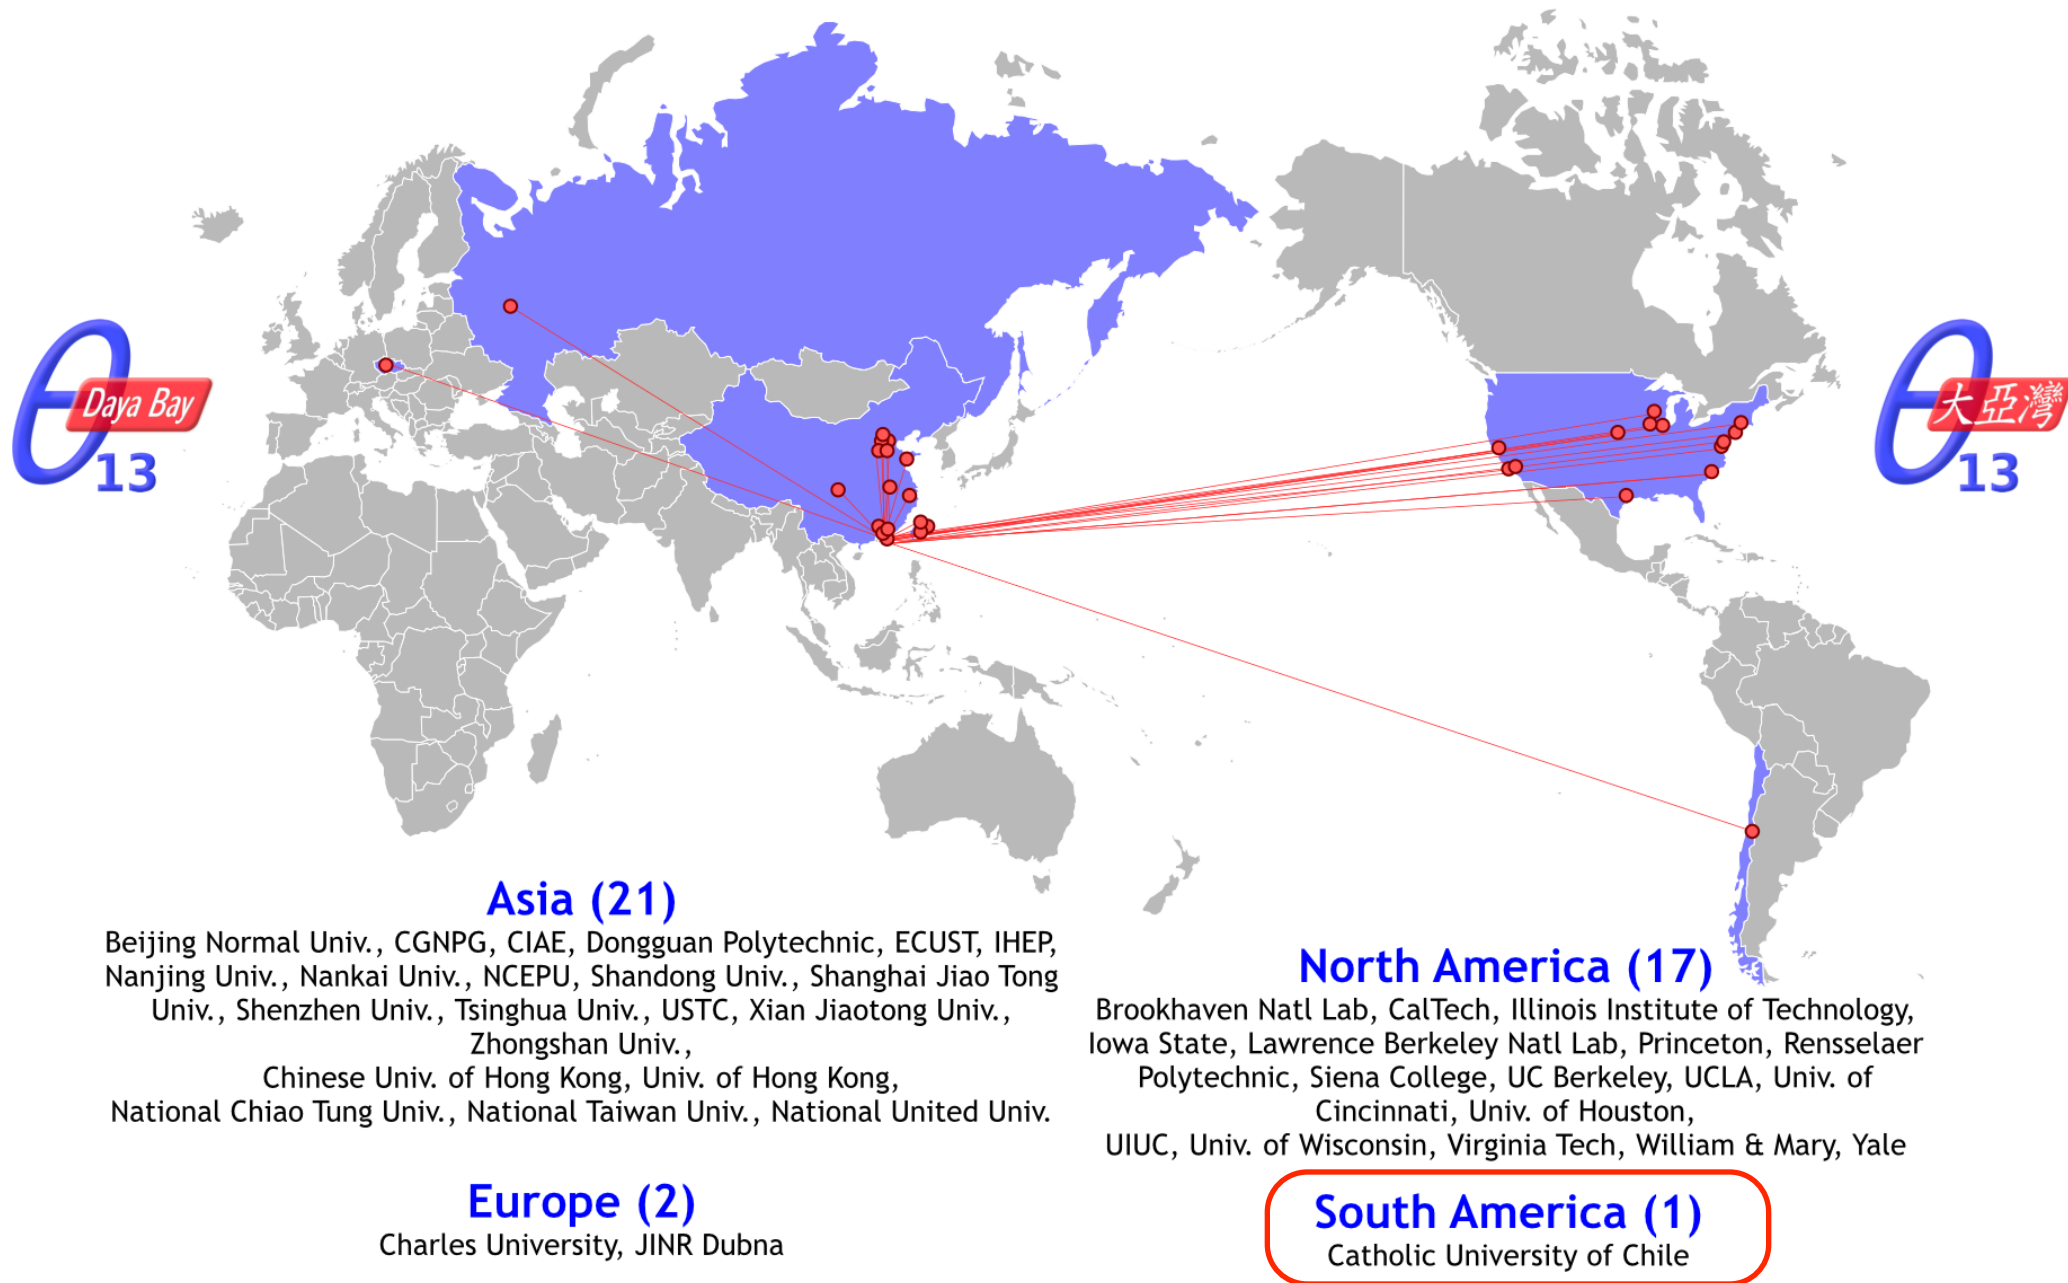 θ
Daya Bay
13
θ
大亞灣
13
Asia (21)
Beijing Normal Univ., CGNPG, CIAE, Dongguan Polytechnic, ECUST, IHEP,
Nanjing Univ., Nankai Univ., NCEPU, Shandong Univ., Shanghai Jiao Tong
Univ., Shenzhen Univ., Tsinghua Univ., USTC, Xian Jiaotong Univ.,
Zhongshan Univ.,
Chinese Univ. of Hong Kong, Univ. of Hong Kong,
National Chiao Tung Univ., National Taiwan Univ., National United Univ.
Europe (2)
Charles University, JINR Dubna
North America (17)
Brookhaven Natl Lab, CalTech, Illinois Institute of Technology,
Iowa State, Lawrence Berkeley Natl Lab, Princeton, Rensselaer
Polytechnic, Siena College, UC Berkeley, UCLA, Univ. of
Cincinnati, Univ. of Houston,
UIUC, Univ. of Wisconsin, Virginia Tech, William & Mary, Yale
South America (1)
Catholic University of Chile